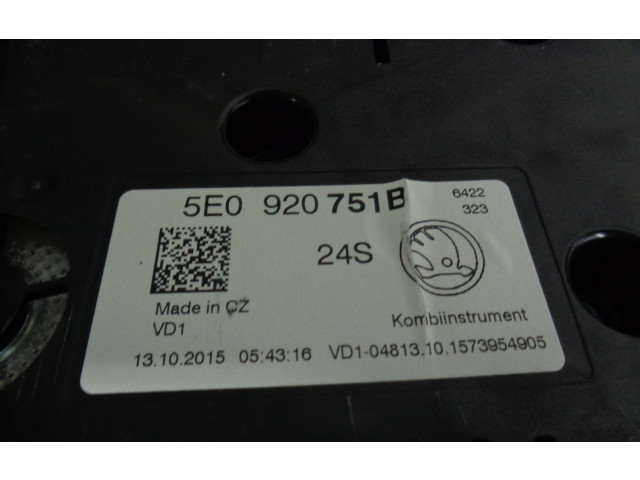 5E0 920 751B
6422
323
24S
Made in CZ
VD1
Kombiinstrument
13.10.2015 05:43:16 VD1-04813.10.1573954905